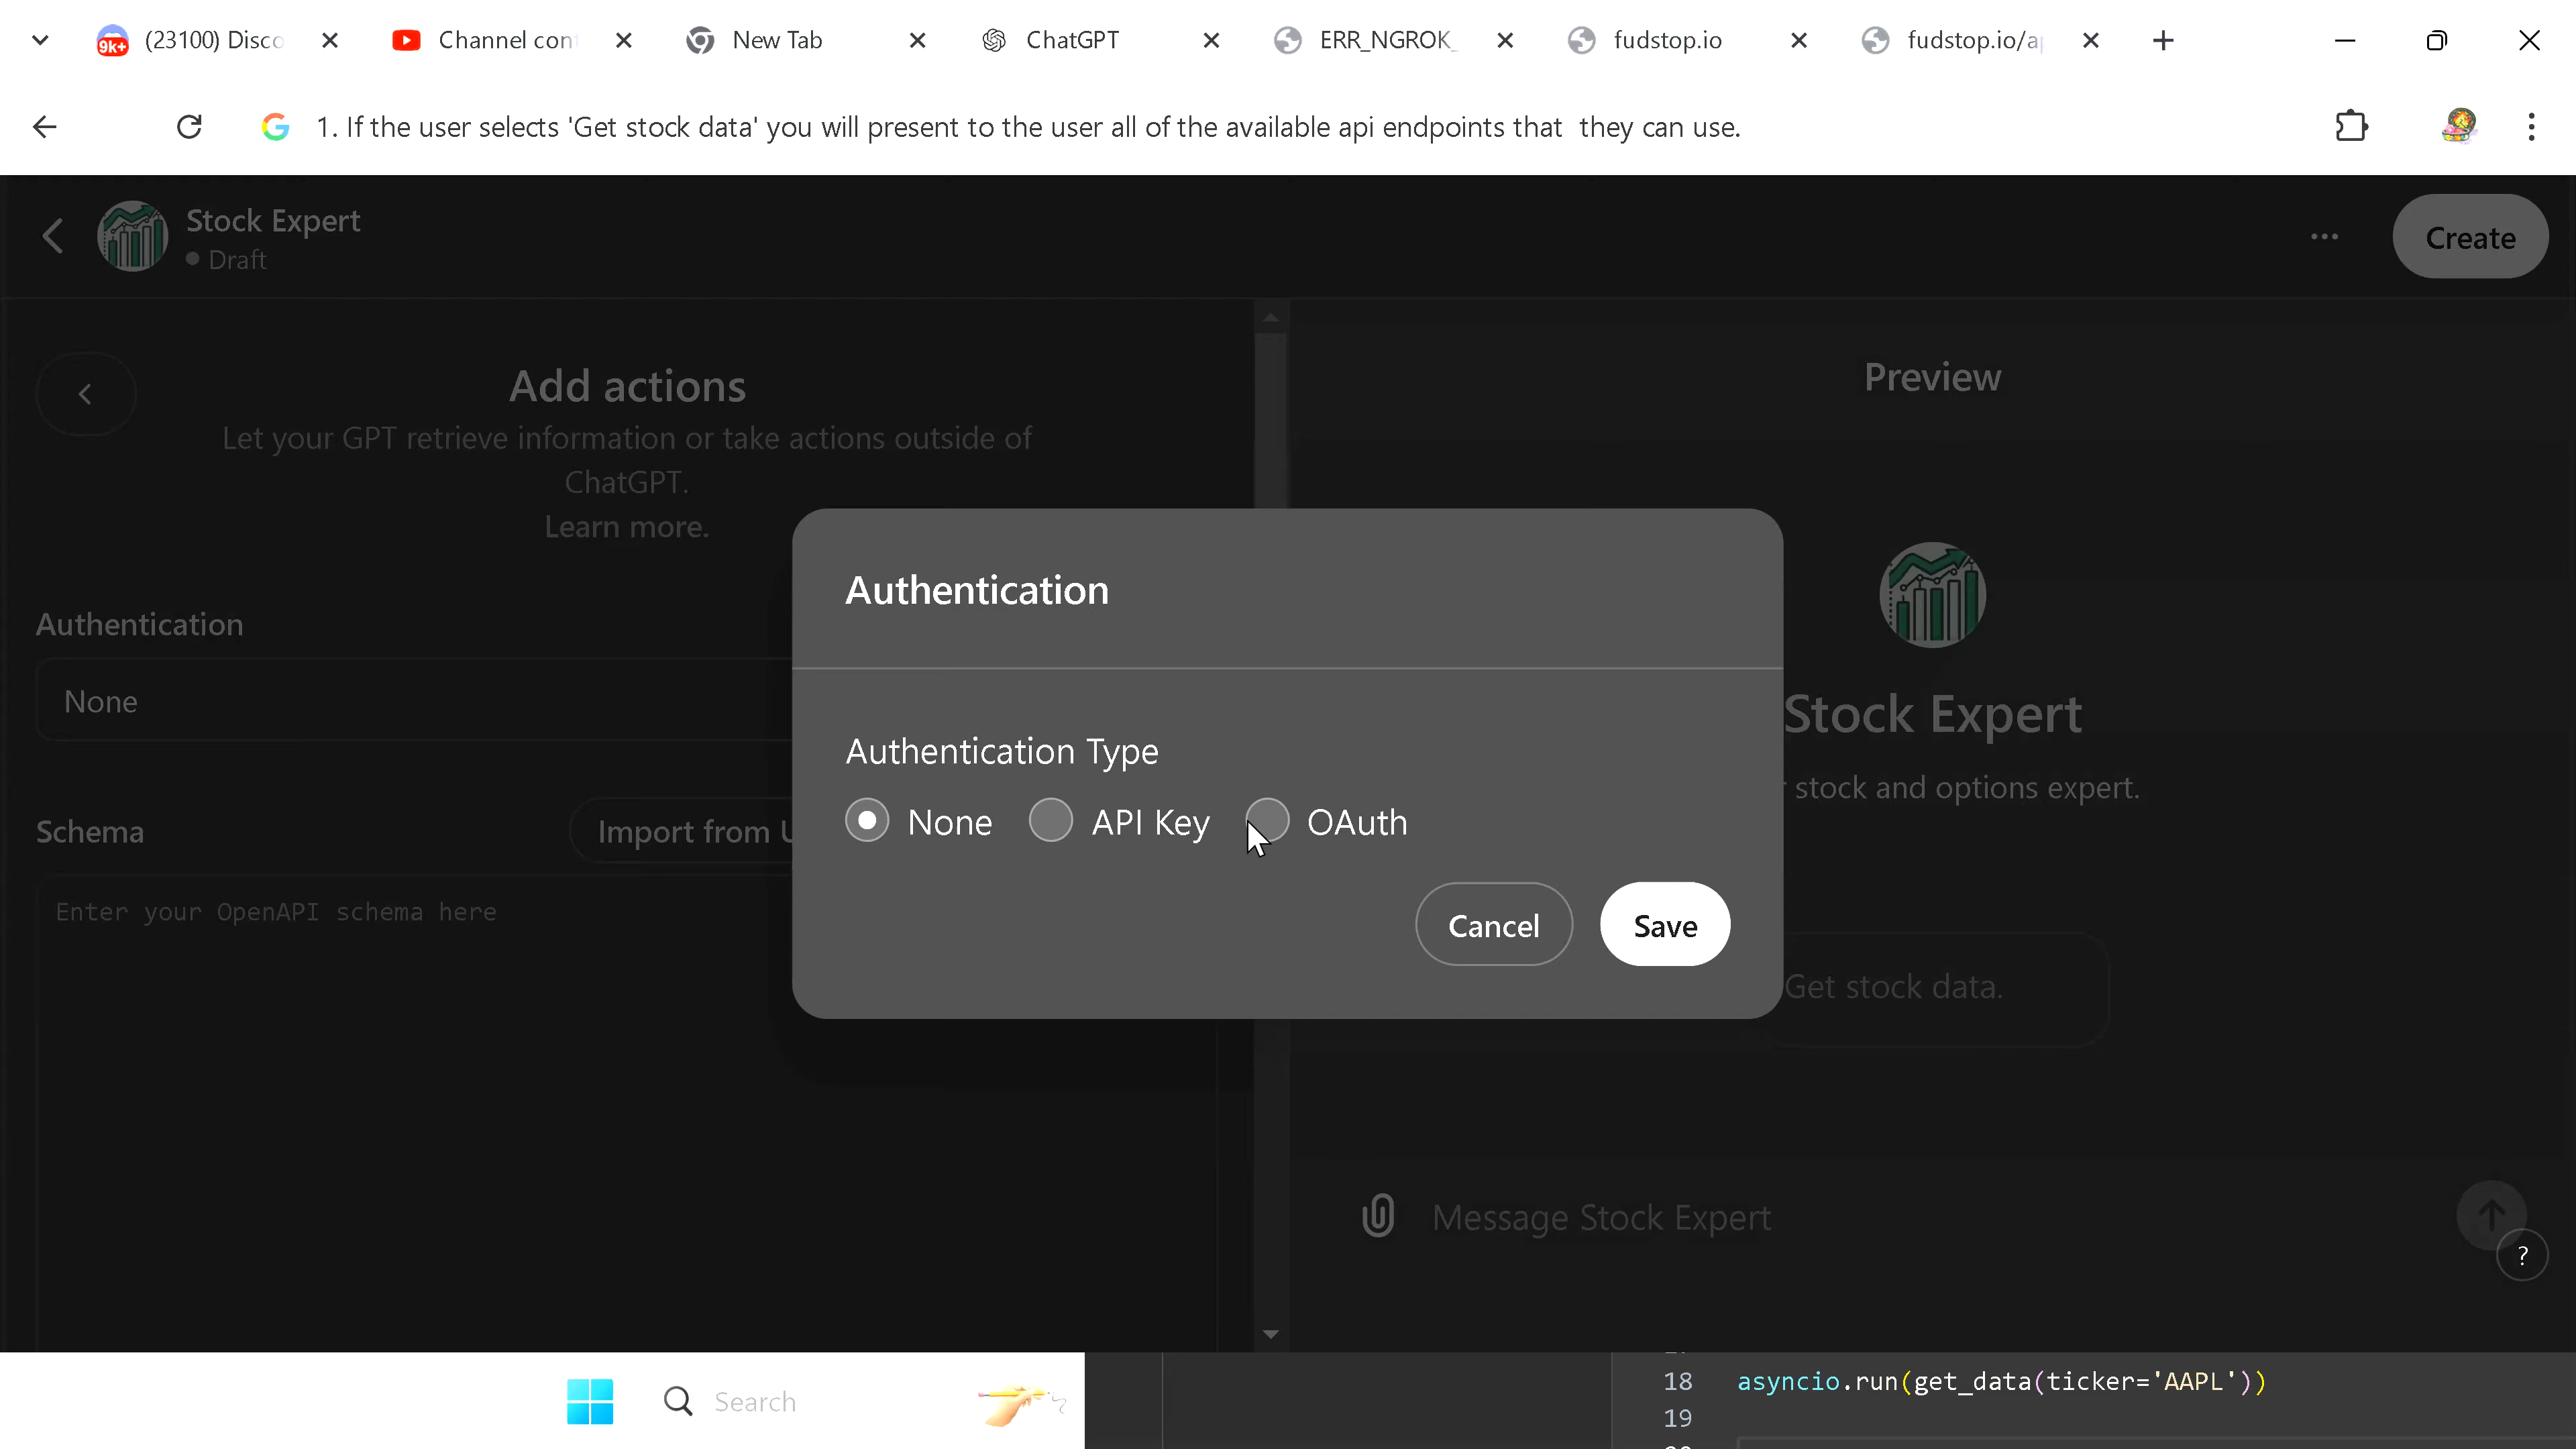 9k+
(23100) Disco
Channel con
New Tab
ChatGPT
ERR_NGROK_
fudstop.io
fudstop.io/a
1. If the user selects 'Get stock data' you will present to the user all of the available api endpoints that they can use.
Stock Expert
Draft
Create
Add actions
Let your GPT retrieve information or take actions outside of
ChatGPT.
Learn more.
Authentication
None
Schema
Import from U
Enter your OpenAPI schema here
Authentication
Authentication Type
None
API Key
OAuth
Cancel
Save
Preview
Stock Expert
stock and options expert.
Get stock data.
Message Stock Expert
?
Search
18 asyncio.run(get_data(ticker='AAPL'))
19